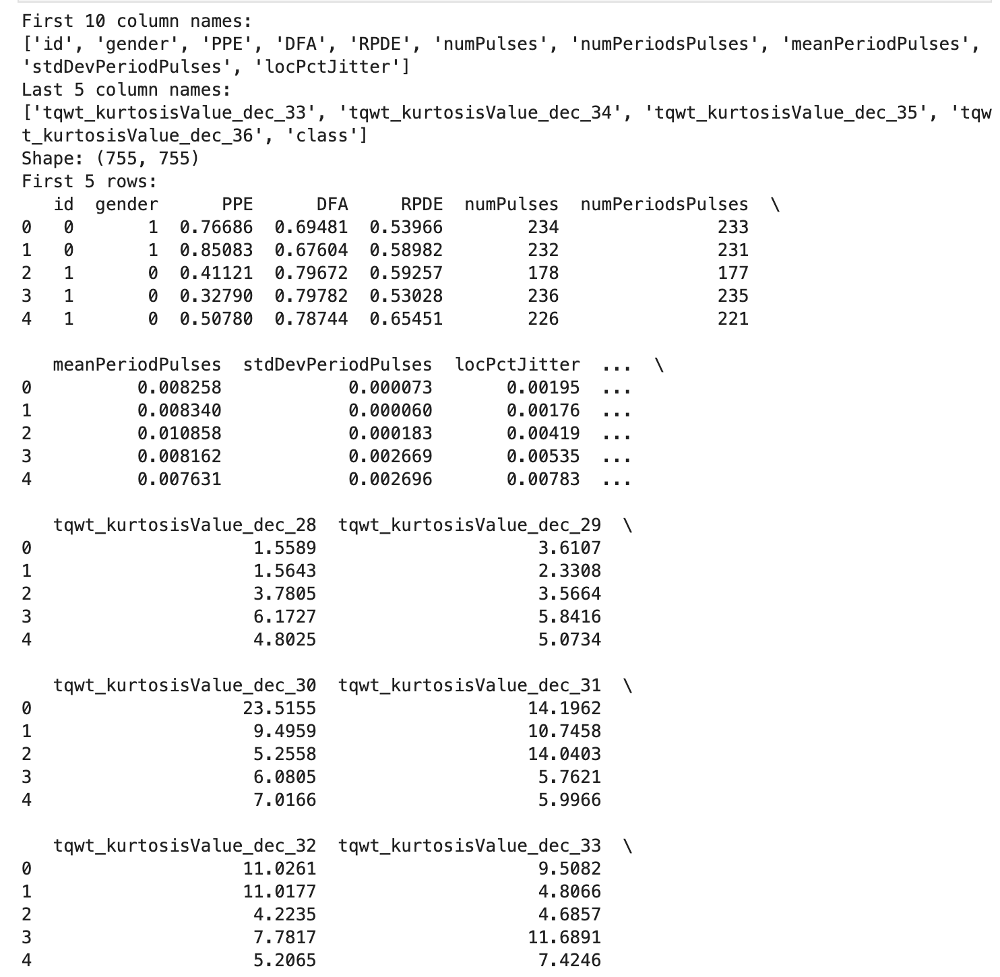 First 10 column names:
['id', 'gender', 'PPE', 'DFA', 'RPDE', 'numPulses', 'numPeriodsPulses', 'meanPeriodPulses',
'stdDevPeriodPulses', 'locPctJitter']
Last 5 column names:
['tqwt_kurtosisValue_dec_33', 'tqwt_kurtosisValue_dec_34', 'tqwt_kurtosisValue_dec_35', 'tqw
t_kurtosisValue_dec_36', 'class']
Shape: (755, 755)
First 5 rows:
   id  gender      PPE      DFA     RPDE  numPulses  numPeriodsPulses  \
0   0       1  0.76686  0.69481  0.53966        234               233
1   0       1  0.85083  0.67604  0.58982        232               231
2   1       0  0.41121  0.79672  0.59257        178               177
3   1       0  0.32790  0.79782  0.53028        236               235
4   1       0  0.50780  0.78744  0.65451        226               221

   meanPeriodPulses  stdDevPeriodPulses  locPctJitter  ...  \
0          0.008258            0.000073       0.00195  ...
1          0.008340            0.000060       0.00176  ...
2          0.010858            0.000183       0.00419  ...
3          0.008162            0.002669       0.00535  ...
4          0.007631            0.002696       0.00783  ...

   tqwt_kurtosisValue_dec_28  tqwt_kurtosisValue_dec_29  \
0                     1.5589                     3.6107
1                     1.5643                     2.3308
2                     3.7805                     3.5664
3                     6.1727                     5.8416
4                     4.8025                     5.0734

   tqwt_kurtosisValue_dec_30  tqwt_kurtosisValue_dec_31  \
0                    23.5155                    14.1962
1                     9.4959                    10.7458
2                     5.2558                    14.0403
3                     6.0805                     5.7621
4                     7.0166                     5.9966

   tqwt_kurtosisValue_dec_32  tqwt_kurtosisValue_dec_33  \
0                    11.0261                     9.5082
1                    11.0177                     4.8066
2                     4.2235                     4.6857
3                     7.7817                    11.6891
4                     5.2065                     7.4246